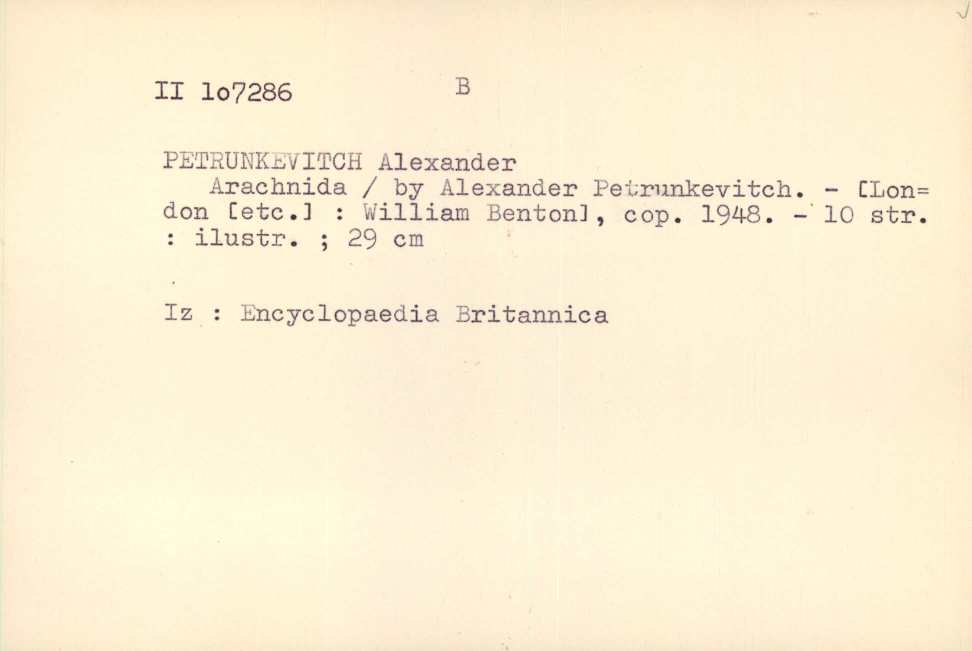 II lo7286 B
PETRUNKEVITCH Alexander
Arachnida / by Alexander Petrunkevitch. - [Lon=
don [etc.] : William Benton], cop. 1948. - 10 str.
: ilustr. ; 29 cm
Iz : Encyclopaedia Britannica